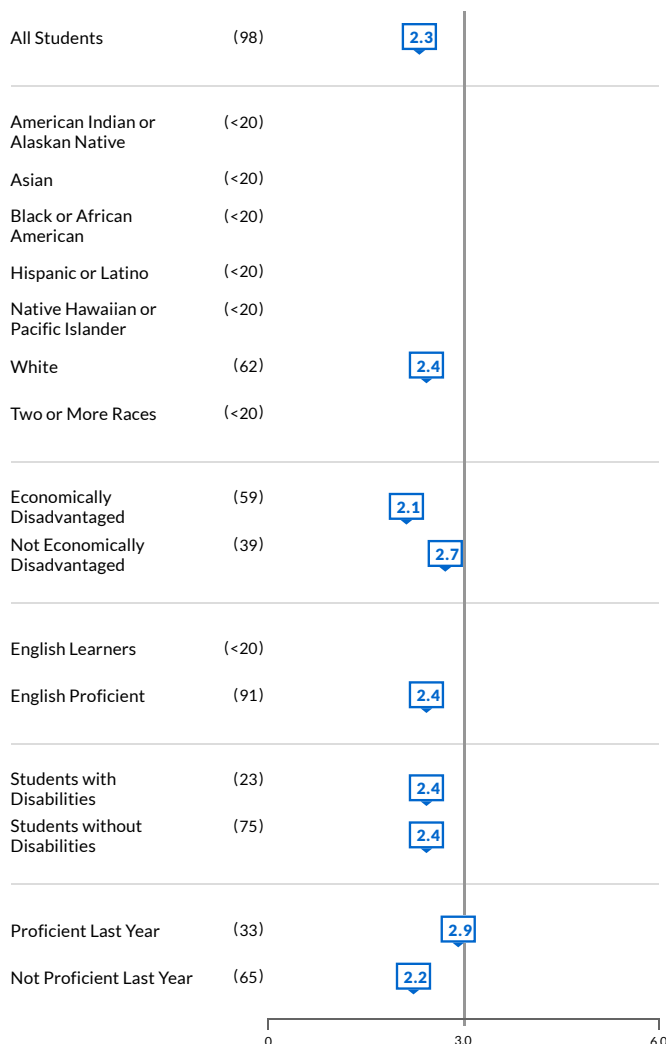 All Students (98) 2.3
American Indian or (<20)
Alaskan Native
Asian (<20)
Black or African (<20)
American
Hispanic or Latino (<20)
Native Hawaiian or (<20)
Pacific Islander
White (62) 2.4
Two or More Races (<20)
Economically (59) 2.1
Disadvantaged
Not Economically (39) 2.7
Disadvantaged
English Learners (<20)
English Proficient (91) 2.4
Students with (23) 2.4
Disabilities
Students without (75) 2.4
Disabilities
Proficient Last Year (33) 2.9
Not Proficient Last Year (65) 2.2
0 3.0 6.0